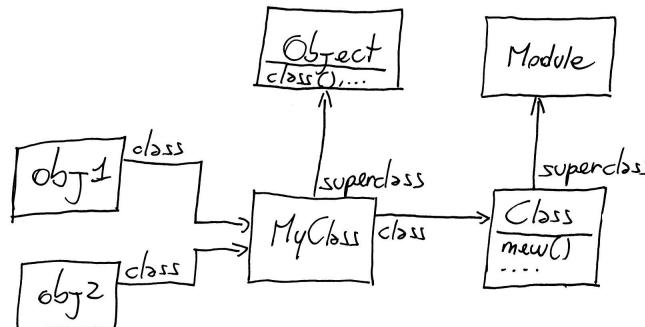 Object
class(),...
Module
class
obj1
superclass
superclass
MyClass
class
Class
new()
....
class
obj2